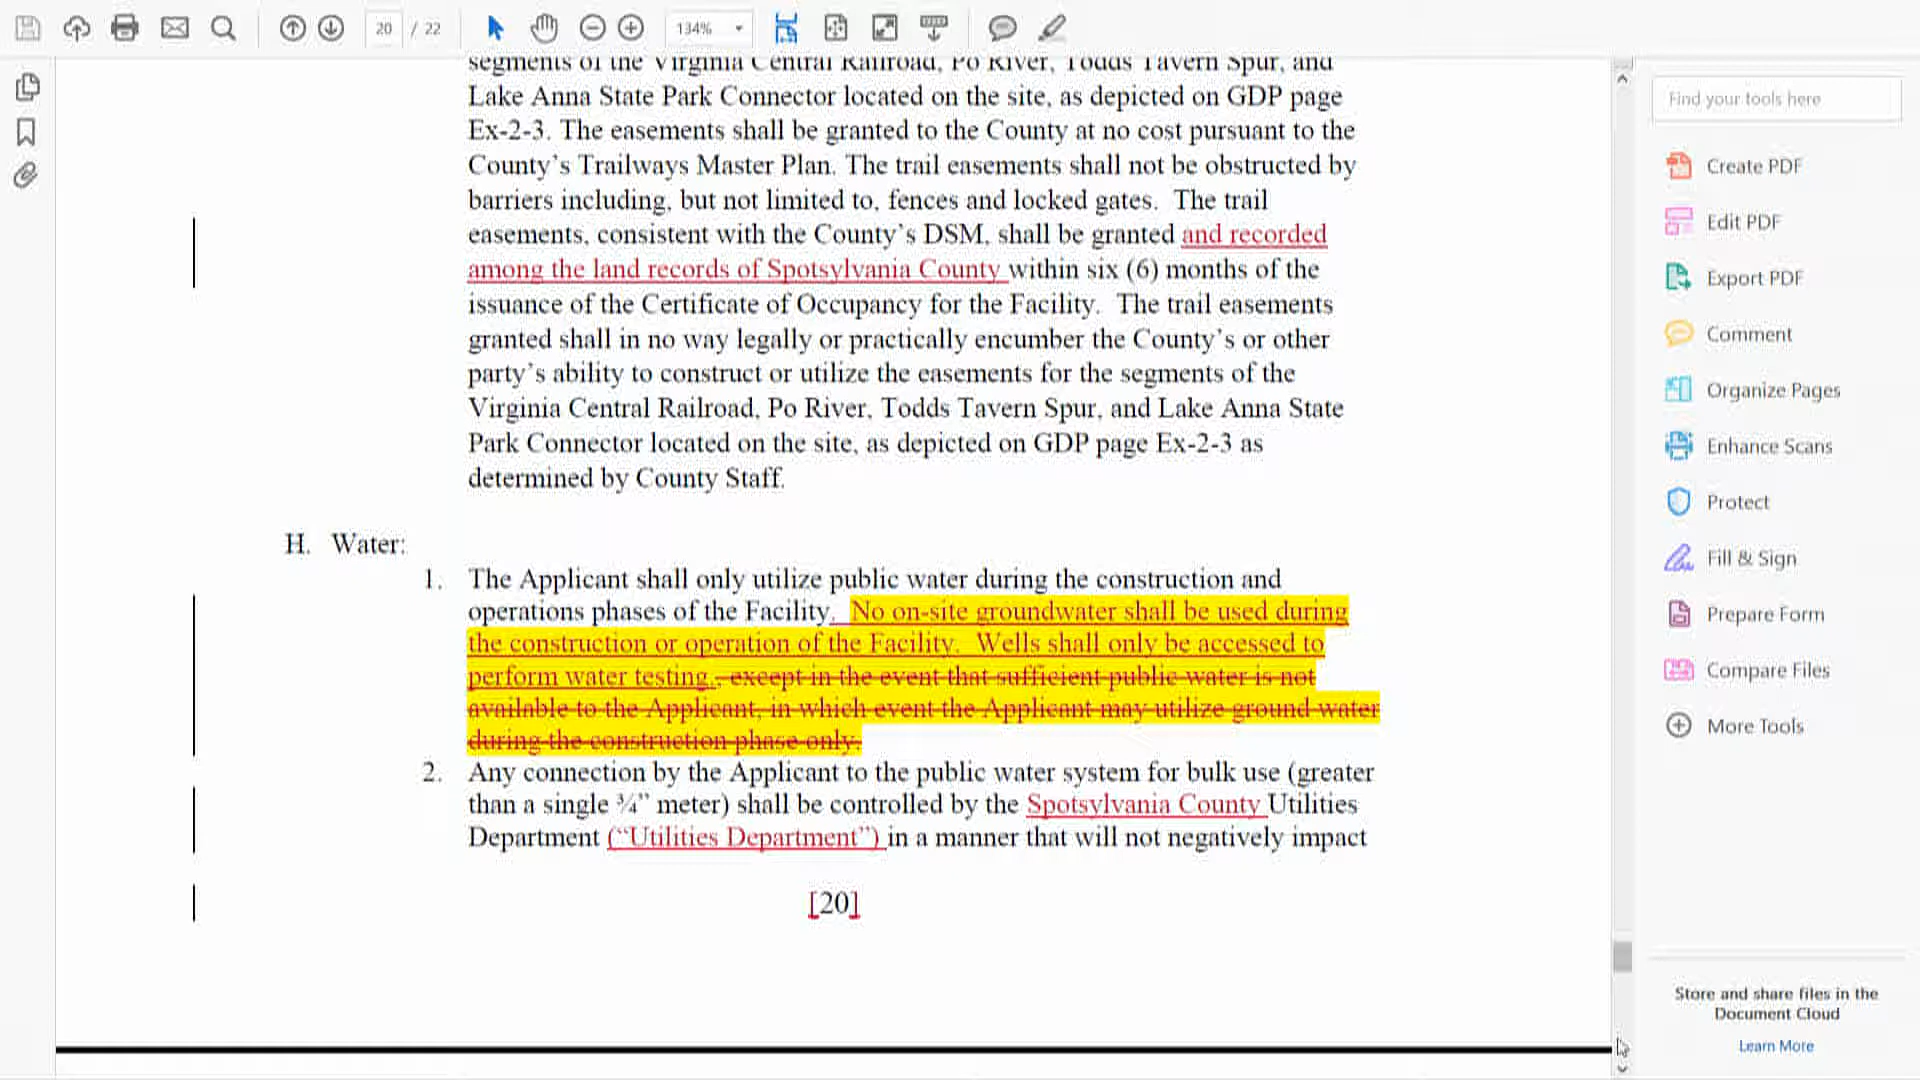 20 / 22
134%
segments of the Virginia Central Railroad, Po River, Todds Tavern Spur, and
Lake Anna State Park Connector located on the site, as depicted on GDP page
Ex-2-3. The easements shall be granted to the County at no cost pursuant to the
County’s Trailways Master Plan. The trail easements shall not be obstructed by
barriers including, but not limited to, fences and locked gates.  The trail
easements, consistent with the County’s DSM, shall be granted and recorded
among the land records of Spotsylvania County within six (6) months of the
issuance of the Certificate of Occupancy for the Facility.  The trail easements
granted shall in no way legally or practically encumber the County’s or other
party’s ability to construct or utilize the easements for the segments of the
Virginia Central Railroad, Po River, Todds Tavern Spur, and Lake Anna State
Park Connector located on the site, as depicted on GDP page Ex-2-3 as
determined by County Staff.
H. Water:
1. The Applicant shall only utilize public water during the construction and
operations phases of the Facility.  No on-site groundwater shall be used during
the construction or operation of the Facility.  Wells shall only be accessed to
perform water testing., except in the event that sufficient public water is not
available to the Applicant, in which event the Applicant may utilize ground water
during the construction phase only.
2. Any connection by the Applicant to the public water system for bulk use (greater
than a single ¾” meter) shall be controlled by the Spotsylvania County Utilities
Department (“Utilities Department”) in a manner that will not negatively impact
[20]
Find your tools here
Create PDF
Edit PDF
Export PDF
Comment
Organize Pages
Enhance Scans
Protect
Fill & Sign
Prepare Form
Compare Files
More Tools
Store and share files in the
Document Cloud
Learn More